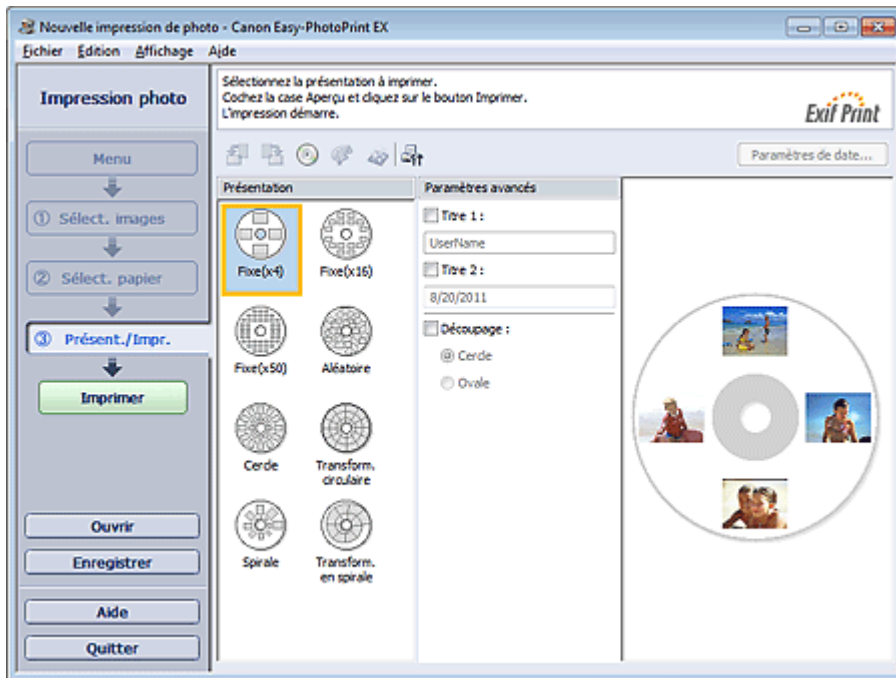 Nouvelle impression de photo - Canon Easy-PhotoPrint EX
Fichier Edition Affichage Aide
Impression photo
Sélectionnez la présentation à imprimer.
Cochez la case Aperçu et cliquez sur le bouton Imprimer.
L'impression démarre.
Exif Print
Menu
Paramètres de date...
① Sélect. images
② Sélect. papier
③ Présent./Impr.
Imprimer
Ouvrir
Enregistrer
Aide
Quitter
Présentation
Fixe(x4)
Fixe(x16)
Fixe(x50)
Aléatoire
Cercle
Transform.
circulaire
Spirale
Transform.
en spirale
Paramètres avancés
Titre 1 :
UserName
Titre 2 :
8/20/2011
Découpage :
Cercle
Ovale